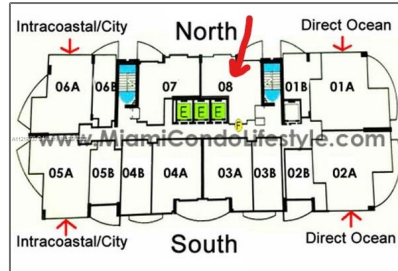 Intracoastal/City North Direct Ocean
06A 06B 07 08 01B 01A
E E E
www.MiamiCondoLifestyle.com
05A 05B 04B 04A 03A 03B 02B 02A
Intracoastal/City South Direct Ocean